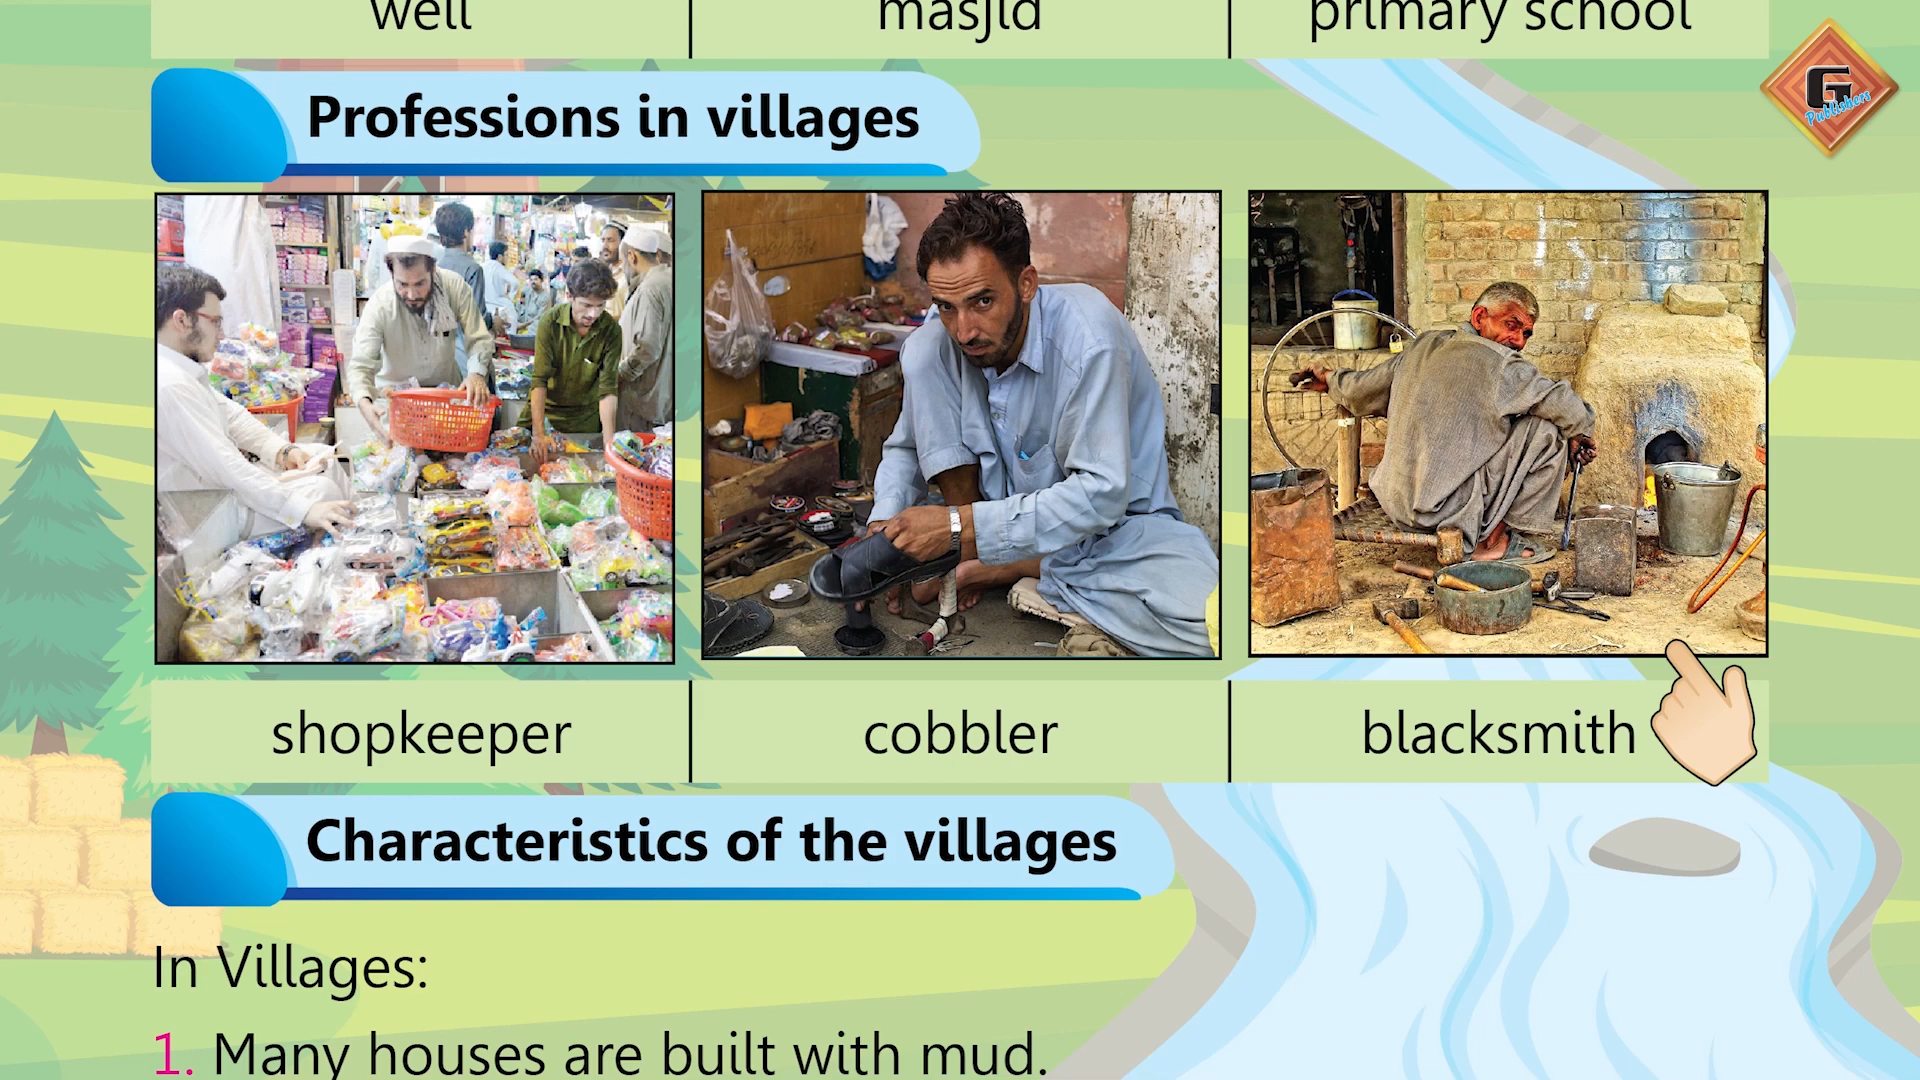 well
masjid
primary school
G
Publishers
Professions in villages
shopkeeper
cobbler
blacksmith
Characteristics of the villages
In Villages:
1. Many houses are built with mud.